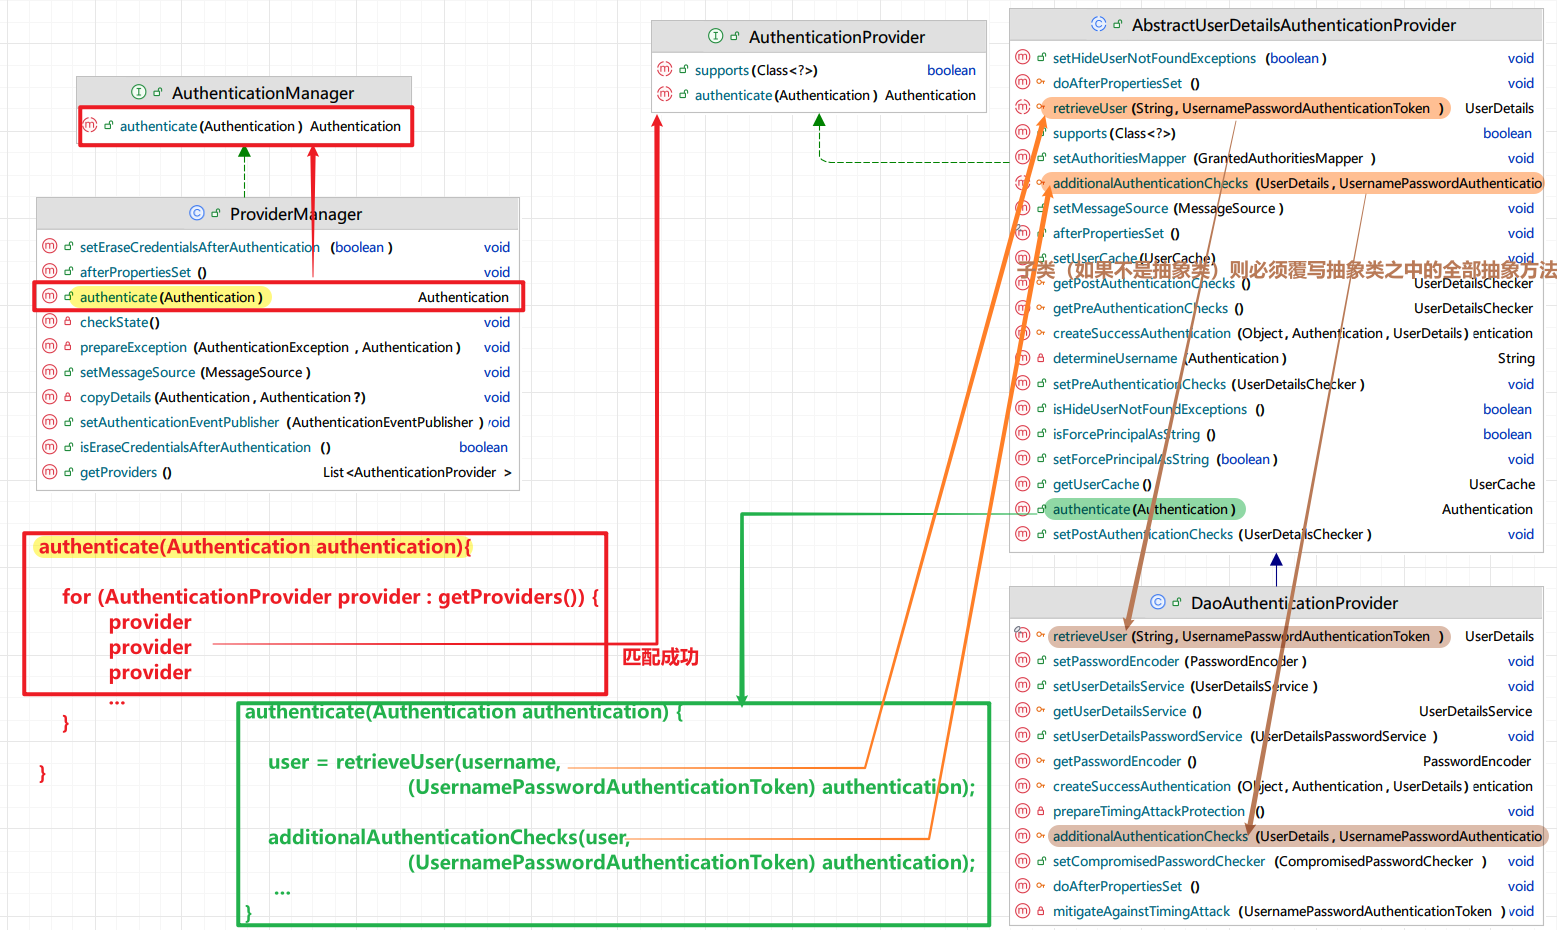 AuthenticationManager
authenticate(Authentication) Authentication
ProviderManager
setEraseCredentialsAfterAuthentication (boolean) void
afterPropertiesSet () void
authenticate(Authentication) Authentication
checkState() void
prepareException (AuthenticationException, Authentication) void
setMessageSource (MessageSource) void
copyDetails (Authentication, Authentication?) void
setAuthenticationEventPublisher (AuthenticationEventPublisher) void
isEraseCredentialsAfterAuthentication () boolean
getProviders () List<AuthenticationProvider>
AuthenticationProvider
supports(Class<?>) boolean
authenticate(Authentication) Authentication
AbstractUserDetailsAuthenticationProvider
setHideUserNotFoundExceptions (boolean) void
doAfterPropertiesSet () void
retrieveUser (String, UsernamePasswordAuthenticationToken) UserDetails
supports(Class<?>) boolean
setAuthoritiesMapper (GrantedAuthoritiesMapper) void
additionalAuthenticationChecks (UserDetails, UsernamePasswordAuthenticatio
setMessageSource (MessageSource) void
afterPropertiesSet () void
setUserCache(UserCache) void
子类（如果不是抽象类）则必须覆写抽象类之中的全部抽象方法
getPostAuthenticationChecks () UserDetailsChecker
getPreAuthenticationChecks () UserDetailsChecker
createSuccessAuthentication (Object, Authentication, UserDetails) entication
determineUsername (Authentication) String
setPreAuthenticationChecks (UserDetailsChecker) void
isHideUserNotFoundExceptions () boolean
isForcePrincipalAsString () boolean
setForcePrincipalAsString (boolean) void
getUserCache() UserCache
authenticate(Authentication) Authentication
setPostAuthenticationChecks (UserDetailsChecker) void
DaoAuthenticationProvider
retrieveUser (String, UsernamePasswordAuthenticationToken) UserDetails
setPasswordEncoder (PasswordEncoder) void
setUserDetailsService (UserDetailsService) void
getUserDetailsService () UserDetailsService
setUserDetailsPasswordService (UserDetailsPasswordService) void
getPasswordEncoder () PasswordEncoder
createSuccessAuthentication (Object, Authentication, UserDetails) entication
prepareTimingAttackProtection () void
additionalAuthenticationChecks (UserDetails, UsernamePasswordAuthenticatio
setCompromisedPasswordChecker (CompromisedPasswordChecker) void
doAfterPropertiesSet () void
mitigateAgainstTimingAttack (UsernamePasswordAuthenticationToken) void
authenticate(Authentication authentication){
for (AuthenticationProvider provider : getProviders()) {
provider
provider
provider
...
}
}
匹配成功
authenticate(Authentication authentication) {
user = retrieveUser(username,
(UsernamePasswordAuthenticationToken) authentication);
additionalAuthenticationChecks(user,
(UsernamePasswordAuthenticationToken) authentication);
...
}